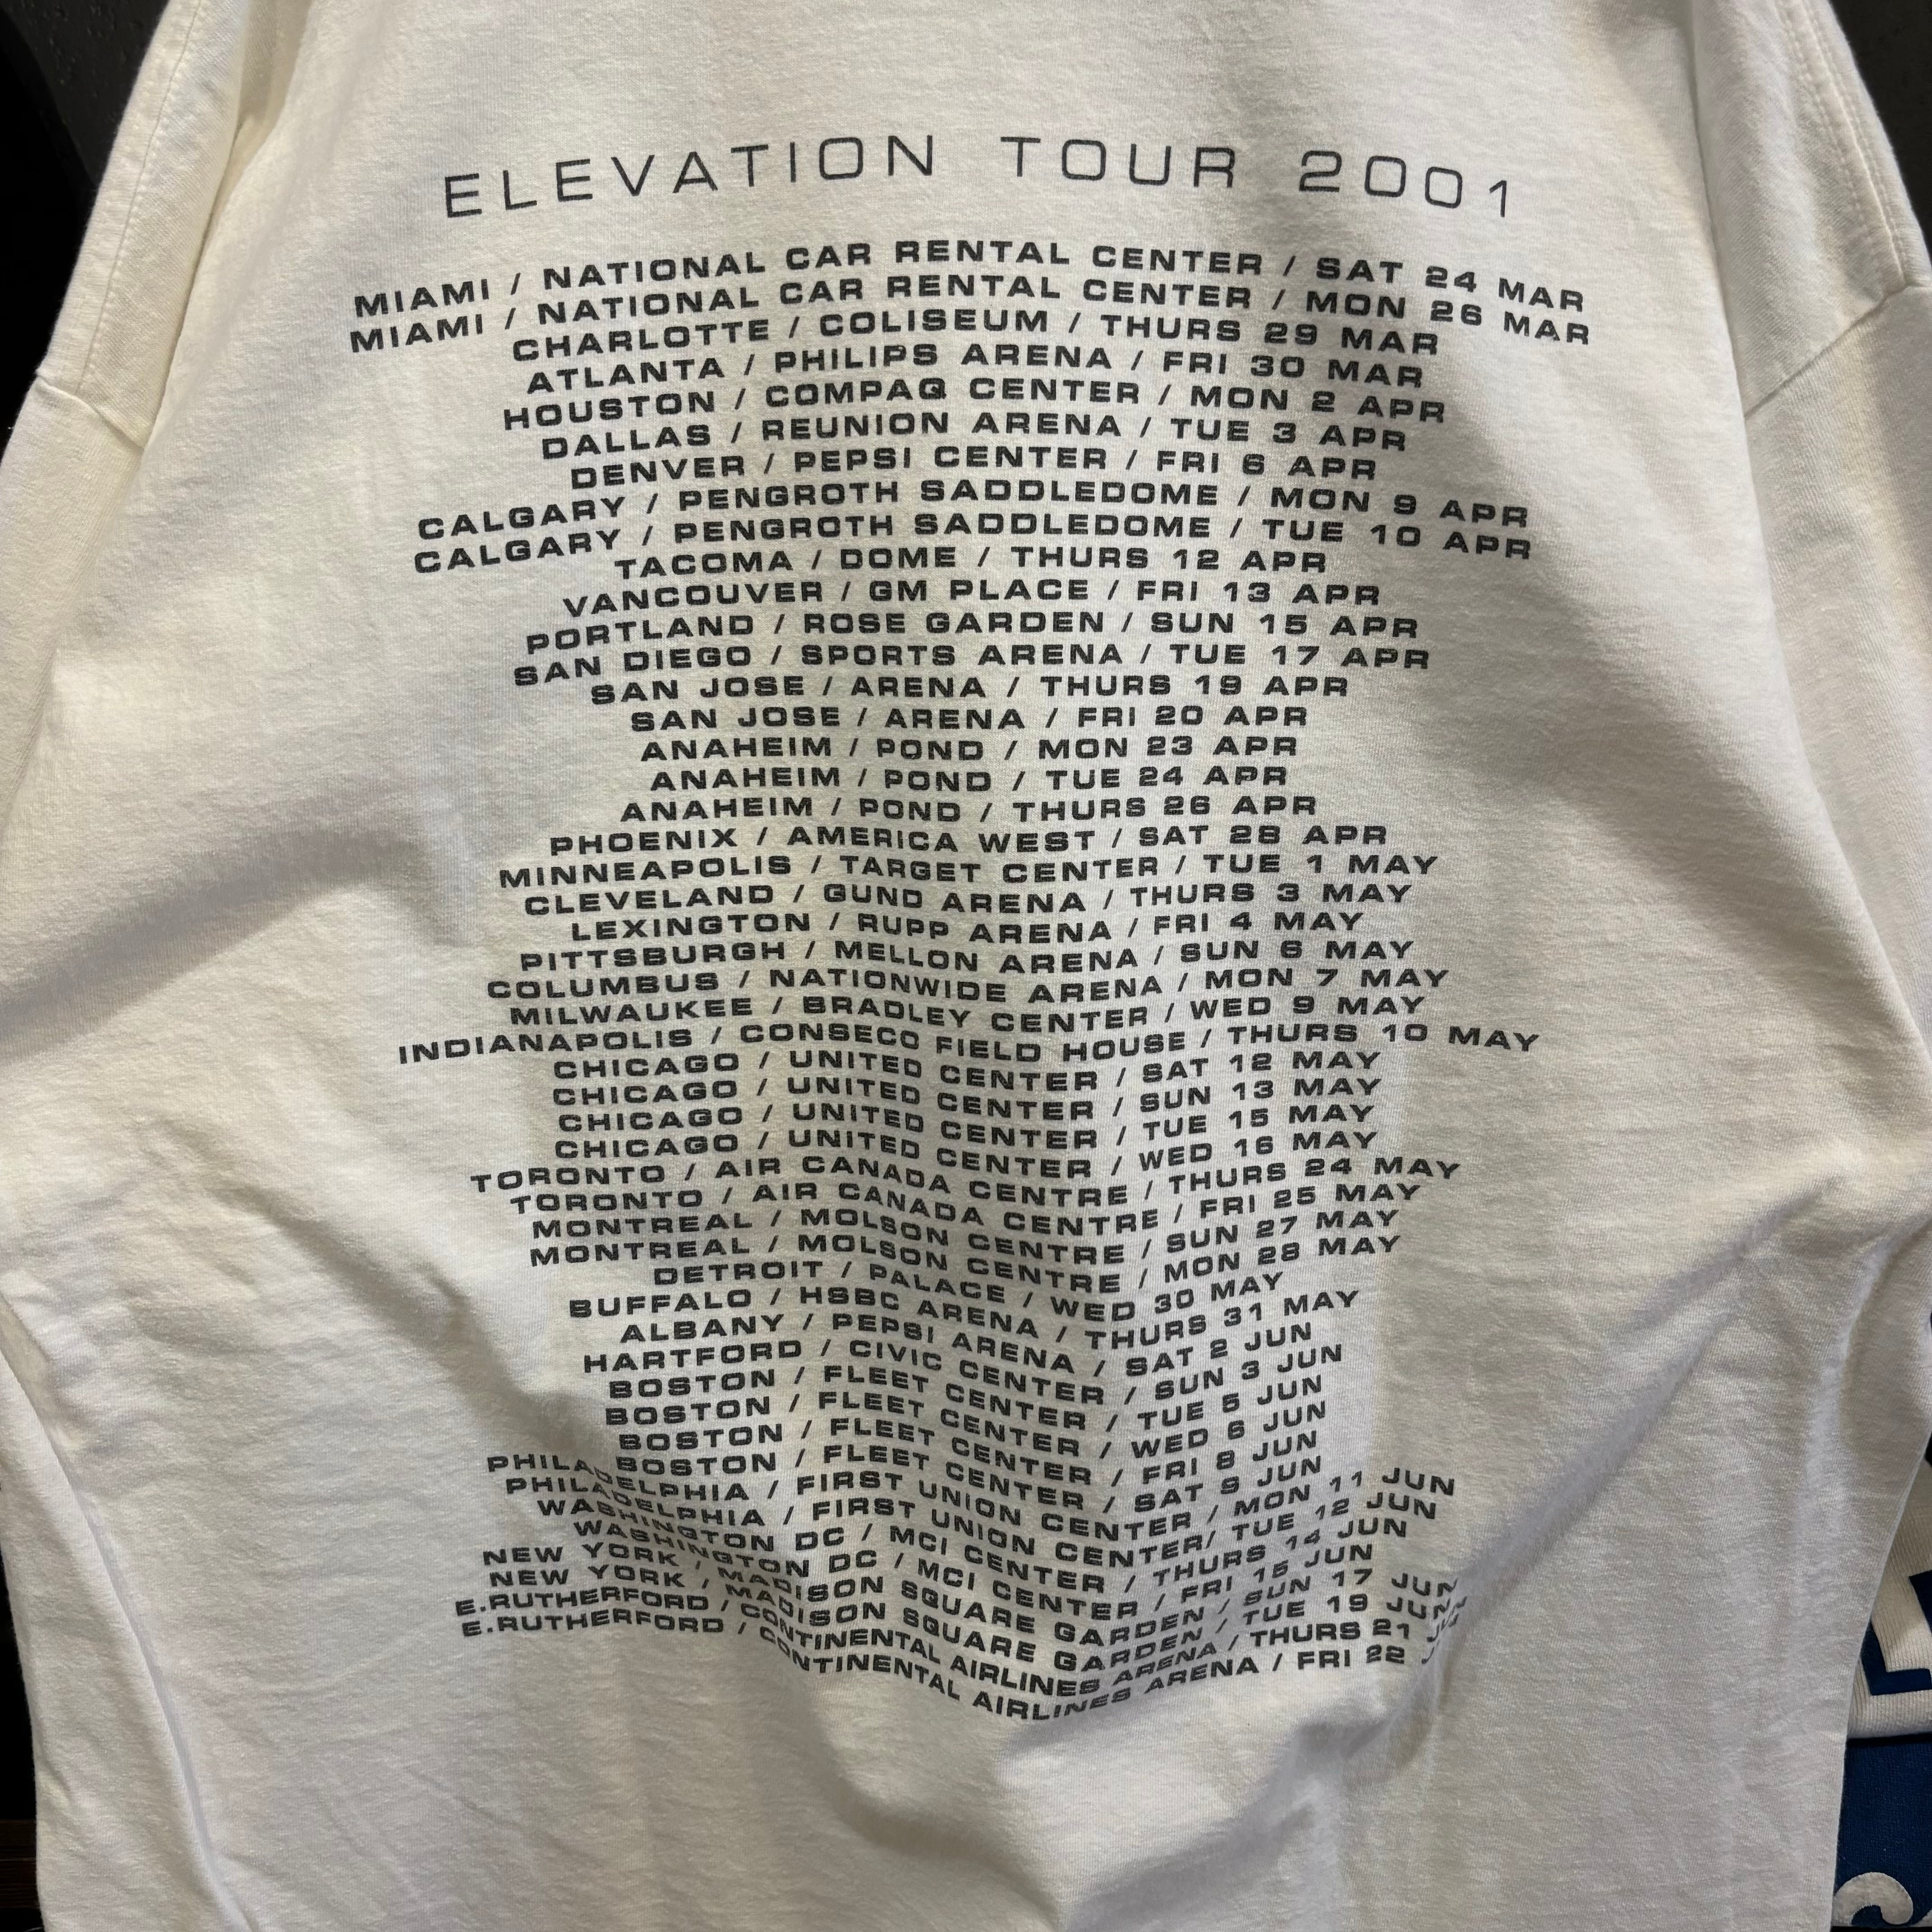 ELEVATION TOUR 2001
MIAMI / NATIONAL CAR RENTAL CENTER / SAT 24 MAR
MIAMI / NATIONAL CAR RENTAL CENTER / MON 26 MAR
CHARLOTTE / COLISEUM / THURS 29 MAR
ATLANTA / PHILIPS ARENA / FRI 30 MAR
HOUSTON / COMPAQ CENTER / MON 2 APR
DALLAS / REUNION ARENA / TUE 3 APR
DENVER / PEPSI CENTER / FRI 6 APR
CALGARY / PENGROTH SADDLEDOME / MON 9 APR
CALGARY / PENGROTH SADDLEDOME / TUE 10 APR
TACOMA / DOME / THURS 12 APR
VANCOUVER / GM PLACE / FRI 13 APR
PORTLAND / ROSE GARDEN / SUN 15 APR
SAN DIEGO / SPORTS ARENA / TUE 17 APR
SAN JOSE / ARENA / THURS 19 APR
SAN JOSE / ARENA / FRI 20 APR
ANAHEIM / POND / MON 23 APR
ANAHEIM / POND / TUE 24 APR
ANAHEIM / POND / THURS 26 APR
PHOENIX / AMERICA WEST / SAT 28 APR
MINNEAPOLIS / TARGET CENTER / TUE 1 MAY
CLEVELAND / GUND ARENA / THURS 3 MAY
LEXINGTON / RUPP ARENA / FRI 4 MAY
PITTSBURGH / MELLON ARENA / SUN 6 MAY
COLUMBUS / NATIONWIDE ARENA / MON 7 MAY
MILWAUKEE / BRADLEY CENTER / WED 9 MAY
INDIANAPOLIS / CONSECO FIELD HOUSE / THURS 10 MAY
CHICAGO / UNITED CENTER / SAT 12 MAY
CHICAGO / UNITED CENTER / SUN 13 MAY
CHICAGO / UNITED CENTER / TUE 15 MAY
CHICAGO / UNITED CENTER / WED 16 MAY
TORONTO / AIR CANADA CENTRE / THURS 24 MAY
TORONTO / AIR CANADA CENTRE / FRI 25 MAY
MONTREAL / MOLSON CENTRE / SUN 27 MAY
MONTREAL / MOLSON CENTRE / MON 28 MAY
DETROIT / PALACE / WED 30 MAY
BUFFALO / HSBC ARENA / THURS 31 MAY
ALBANY / PEPSI ARENA / SAT 2 JUN
HARTFORD / CIVIC CENTER / SUN 3 JUN
BOSTON / FLEET CENTER / TUE 5 JUN
BOSTON / FLEET CENTER / WED 6 JUN
BOSTON / FLEET CENTER / FRI 8 JUN
BOSTON / FLEET CENTER / SAT 9 JUN
PHILADELPHIA / FIRST UNION CENTER / MON 11 JUN
PHILADELPHIA / FIRST UNION CENTER/ TUE 12 JUN
WASHINGTON DC / MCI CENTER / THURS 14 JUN
WASHINGTON DC / MCI CENTER / FRI 15 JUN
NEW YORK / MADISON SQUARE GARDEN / SUN 17 JUN
NEW YORK / MADISON SQUARE GARDEN / TUE 19 JUN
E.RUTHERFORD / CONTINENTAL AIRLINES ARENA / THURS 21
E.RUTHERFORD / CONTINENTAL AIRLINES ARENA / FRI 22